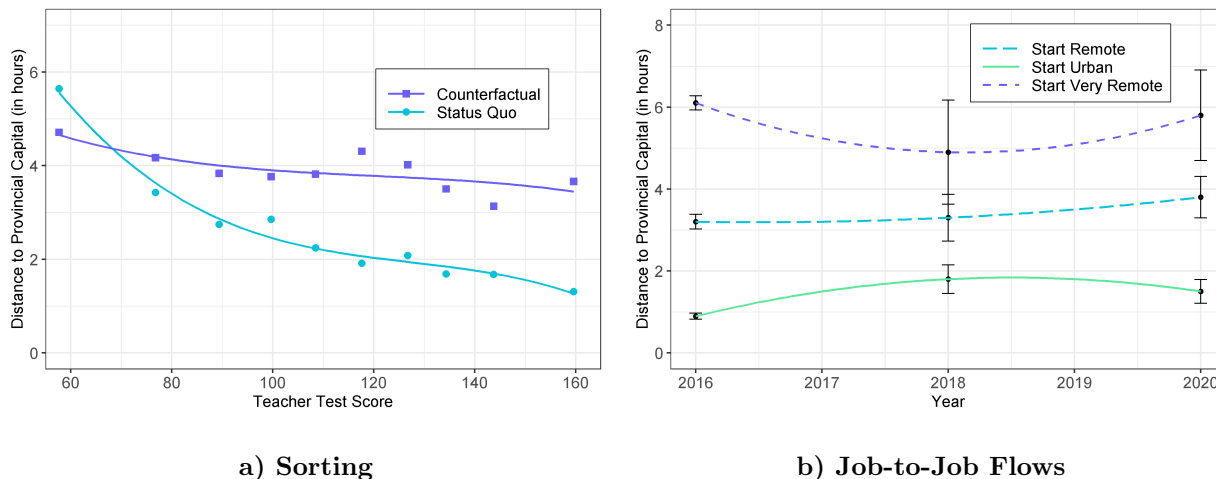 Distance to Provincial Capital (in hours)
6
4
2
0
Counterfactual
Status Quo
60 80 100 120 140 160
Teacher Test Score
a) Sorting
Distance to Provincial Capital (in hours)
8
6
4
2
0
Start Remote
Start Urban
Start Very Remote
2016 2017 2018 2019 2020
Year
b) Job-to-Job Flows